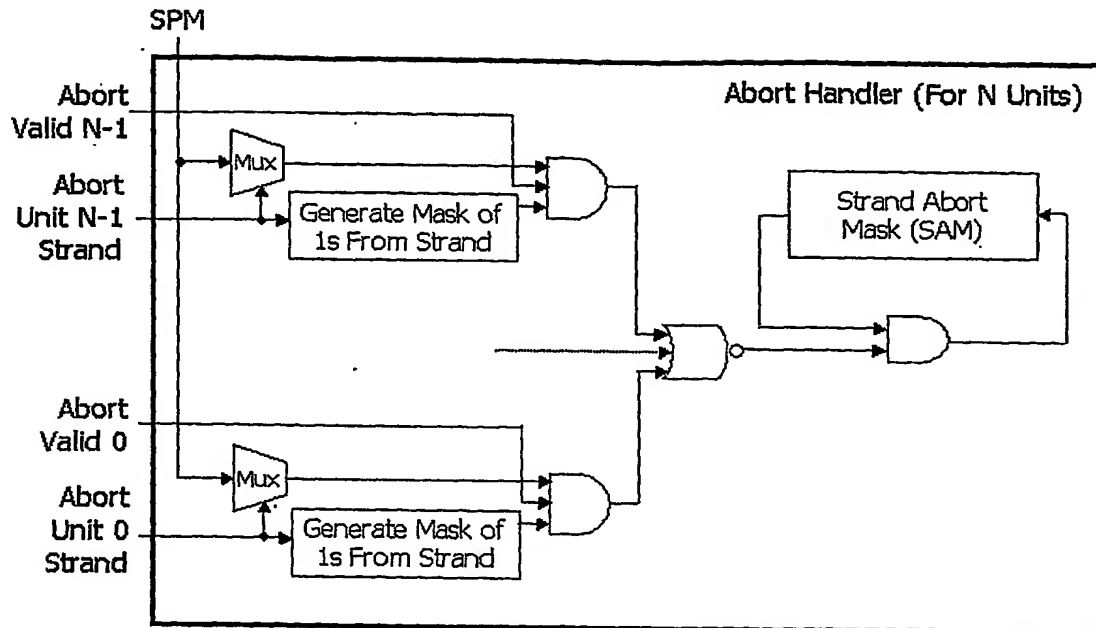 SPM
Abort Handler (For N Units)
Abort
Valid N-1
Mux
Abort
Unit N-1
Strand
Generate Mask of
1s From Strand
Strand Abort
Mask (SAM)
Abort
Valid 0
Mux
Abort
Unit 0
Strand
Generate Mask of
1s From Strand